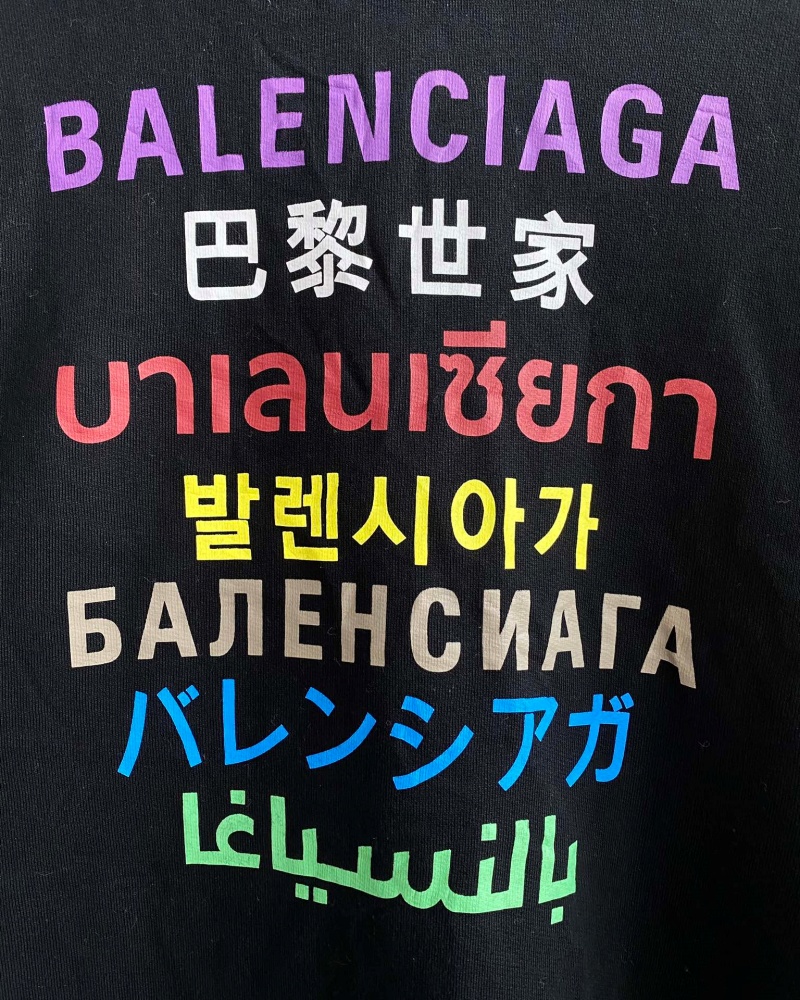 BALENCIAGA
巴黎世家
บาเลนเซียกา
발렌시아가
БАЛЕНСИАГА
バレンシアガ
بالنسياغا